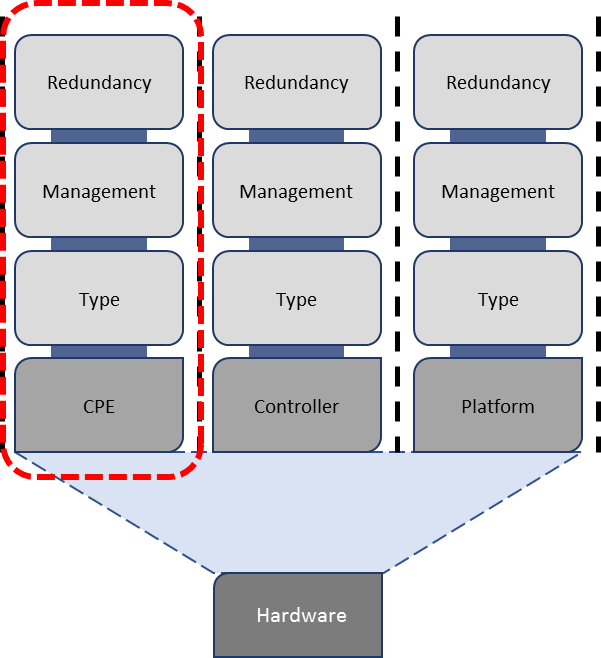 Redundancy
Redundancy
Redundancy
Management
Management
Management
Type
Type
Type
CPE
Controller
Platform
Hardware